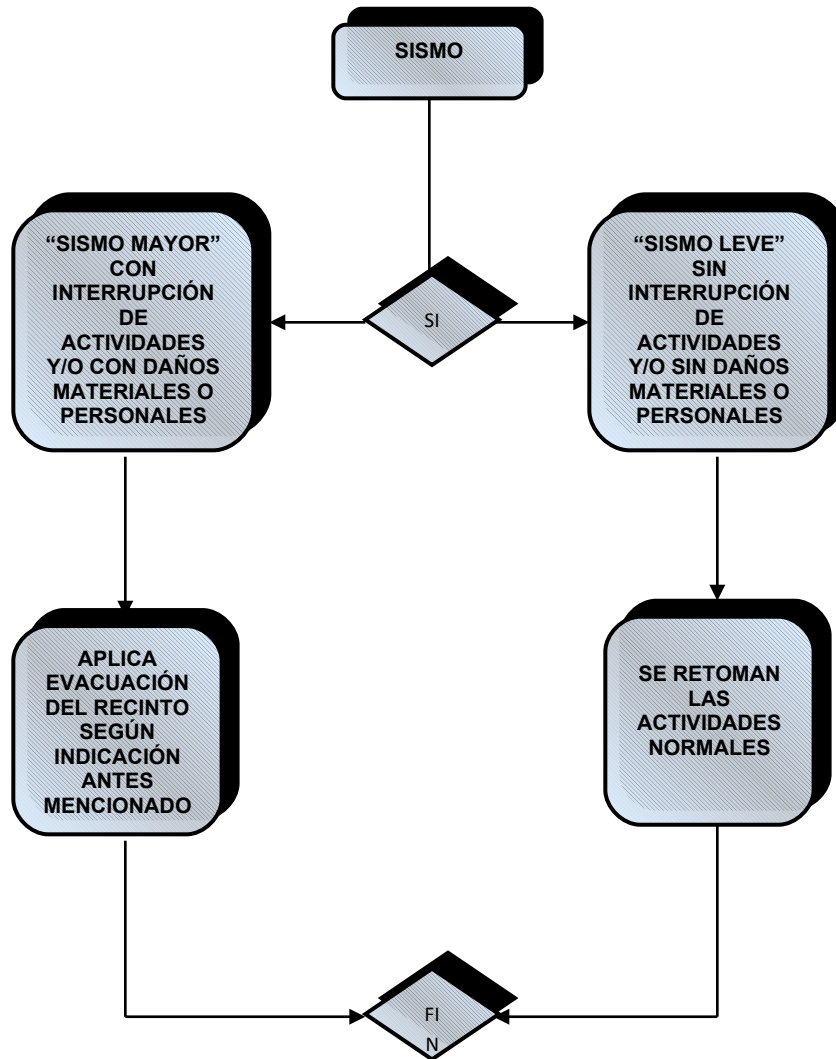 SISMO
“SISMO MAYOR”
CON
INTERRUPCIÓN
DE
ACTIVIDADES
Y/O CON DAÑOS
MATERIALES O
PERSONALES
SI
“SISMO LEVE”
SIN
INTERRUPCIÓN
DE
ACTIVIDADES
Y/O SIN DAÑOS
MATERIALES O
PERSONALES
APLICA
EVACUACIÓN
DEL RECINTO
SEGÚN
INDICACIÓN
ANTES
MENCIONADO
SE RETOMAN
LAS
ACTIVIDADES
NORMALES
FI
N